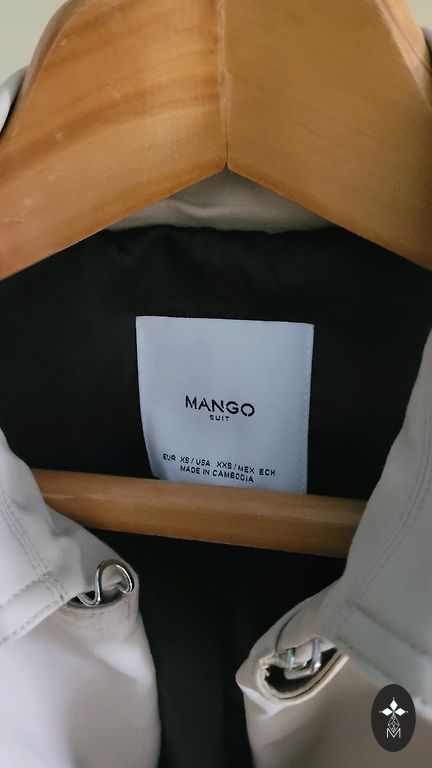 MANGO
SUIT
EUR XS / USA XXS / MEX ECH
MADE IN CAMBODIA
M